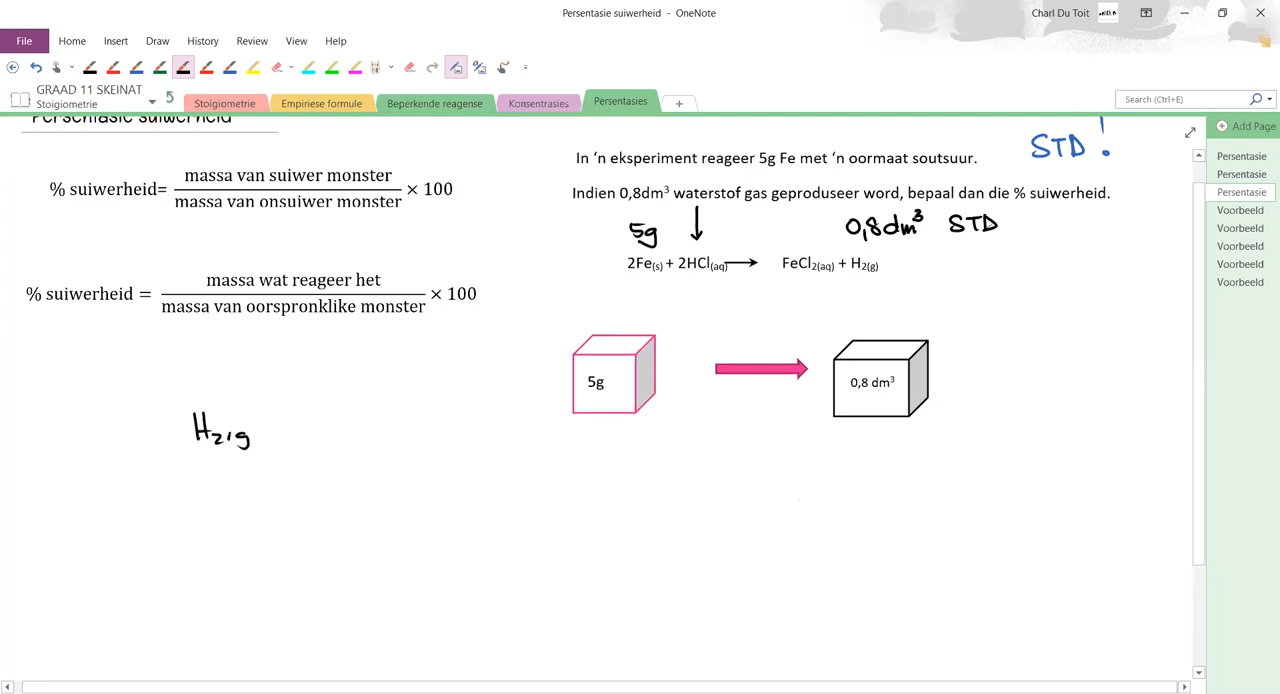 Persentasie suiwerheid - OneNote
Charl Du Toit
File Home Insert Draw History Review View Help
GRAAD 11 SKEINAT
Stoigiometrie
Stoigiometrie Empiriese formule Beperkende reagense Konsentrasies Persentasies +
Search (Ctrl+E)
Persentasie suiwerheid
% suiwerheid= massa van suiwer monster / massa van onsuiwer monster × 100
% suiwerheid = massa wat reageer het / massa van oorspronklike monster × 100
H2 1g
STD !
In ‘n eksperiment reageer 5g Fe met ‘n oormaat soutsuur.
Indien 0,8dm³ waterstof gas geproduseer word, bepaal dan die % suiwerheid.
5g ↓ 0,8dm³ STD
2Fe(s) + 2HCl(aq) → FeCl2(aq) + H2(g)
5g
0,8 dm³
Add Page
Persentasie
Persentasie
Persentasie
Voorbeeld
Voorbeeld
Voorbeeld
Voorbeeld
Voorbeeld